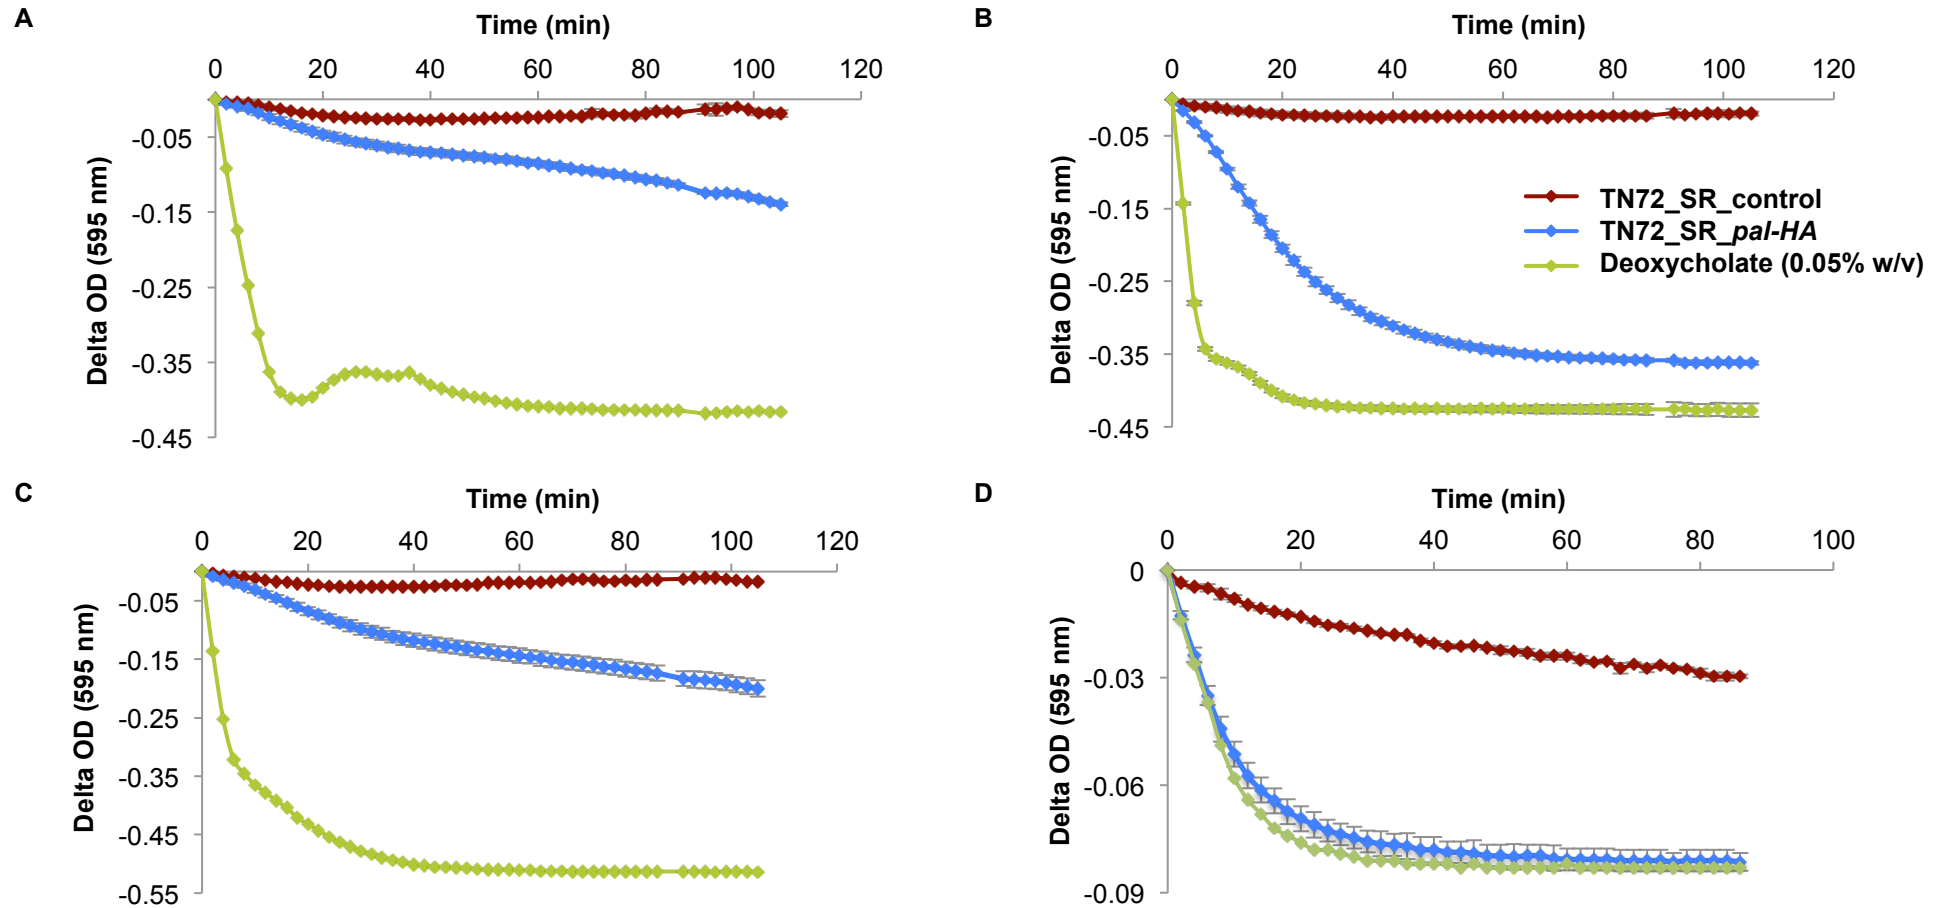 A
Time (min)
0 20 40 60 80 100 120
-0.05
-0.15
-0.25
-0.35
-0.45
Delta OD (595 nm)
B
Time (min)
0 20 40 60 80 100 120
-0.05
-0.15
-0.25
-0.35
-0.45
Delta OD (595 nm)
TN72_SR_control
TN72_SR_pal-HA
Deoxycholate (0.05% w/v)
C
Time (min)
0 20 40 60 80 100 120
-0.05
-0.15
-0.25
-0.35
-0.45
-0.55
Delta OD (595 nm)
D
Time (min)
0 20 40 60 80 100
0
-0.03
-0.06
-0.09
Delta OD (595 nm)